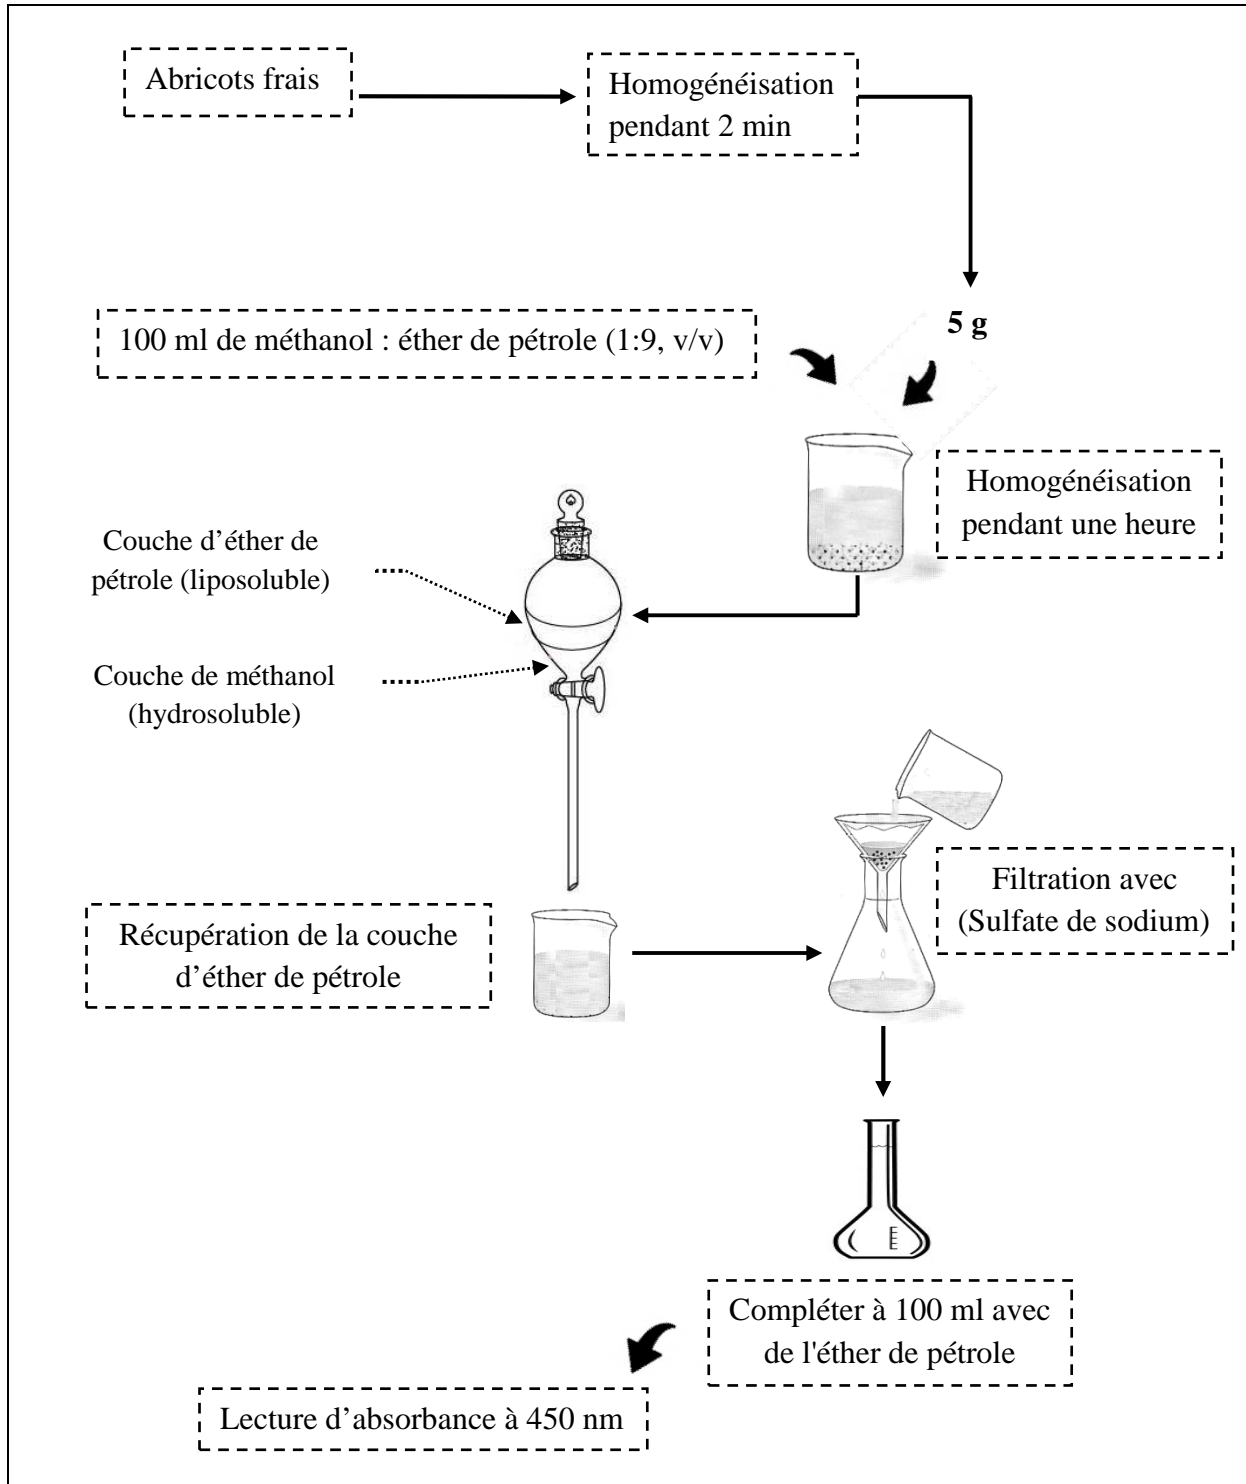 Abricots frais
Homogénéisation
pendant 2 min
5 g
100 ml de méthanol : éther de pétrole (1:9, v/v)
Homogénéisation
pendant une heure
Couche d’éther de
pétrole (liposoluble)
Couche de méthanol
(hydrosoluble)
Filtration avec
(Sulfate de sodium)
Récupération de la couche
d’éther de pétrole
Compléter à 100 ml avec
de l'éther de pétrole
Lecture d’absorbance à 450 nm